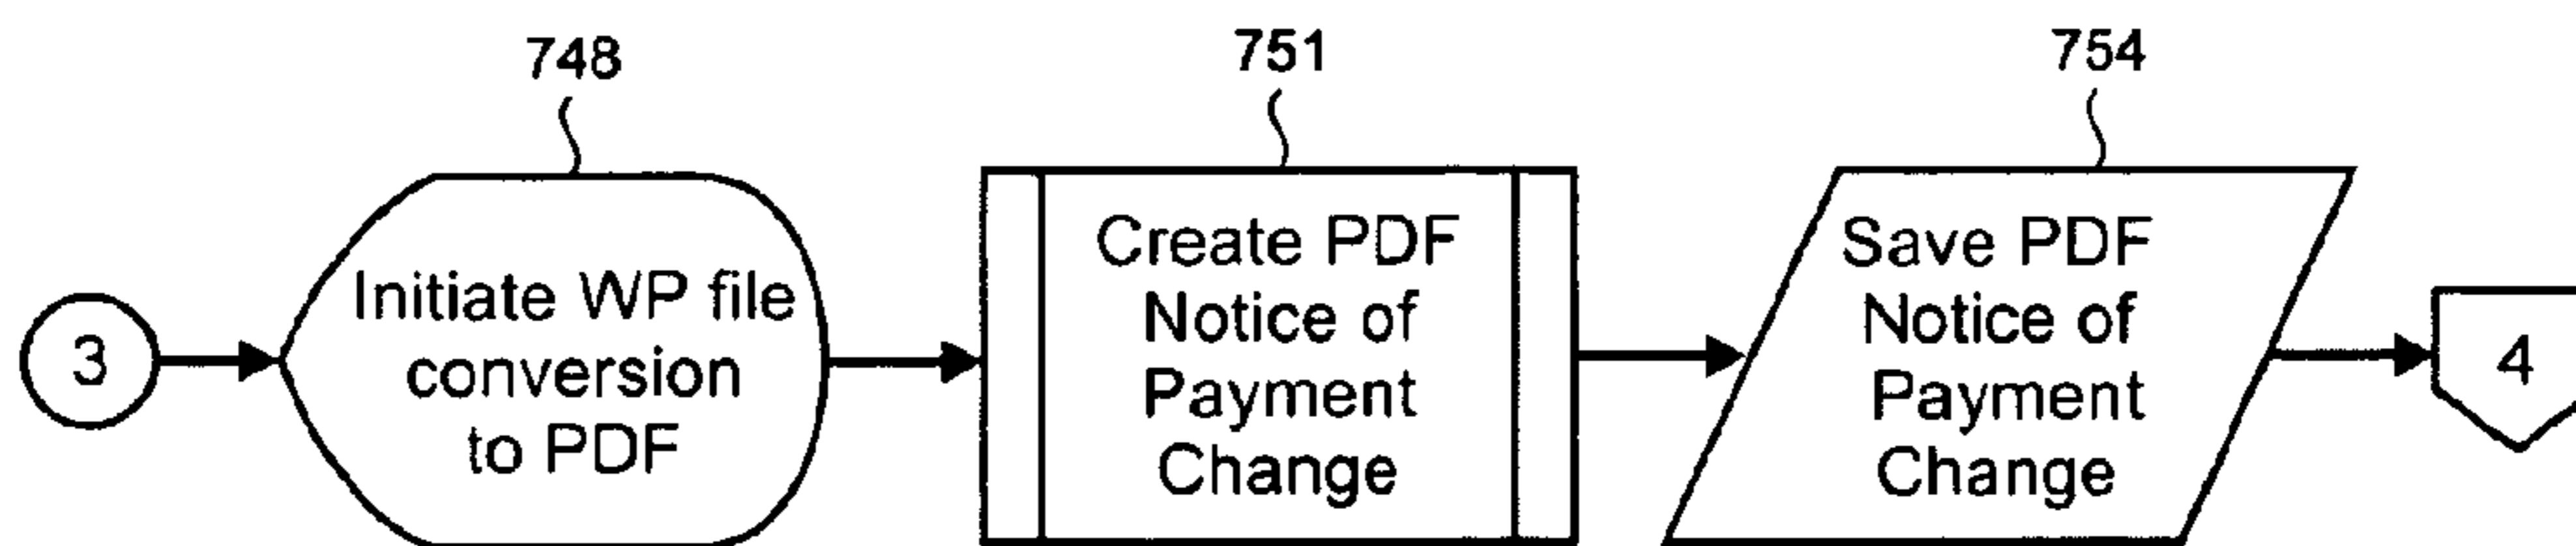 748
751
754
3
Initiate WP file
conversion
to PDF
Create PDF
Notice of
Payment
Change
Save PDF
Notice of
Payment
Change
4